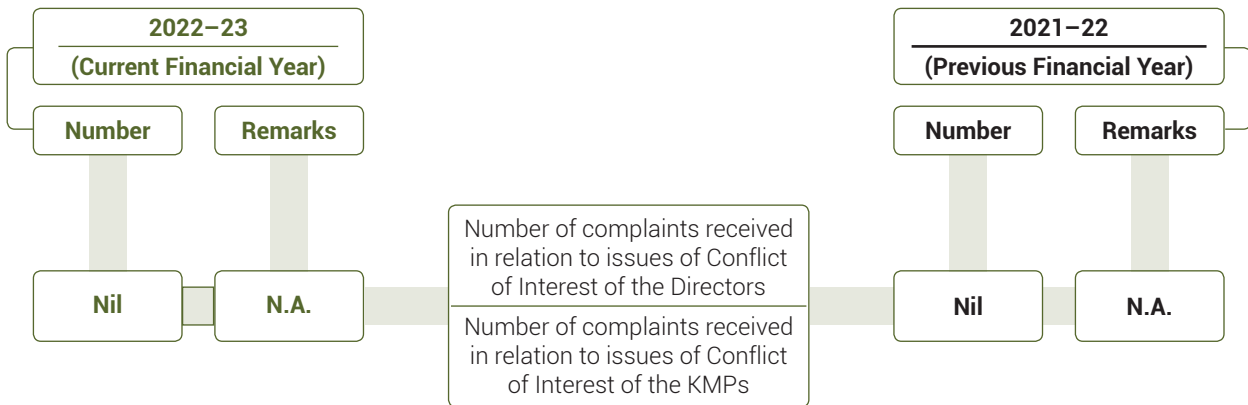 2022–23
(Current Financial Year)
Number
Remarks
Nil
N.A.
Number of complaints received
in relation to issues of Conflict
of Interest of the Directors
Number of complaints received
in relation to issues of Conflict
of Interest of the KMPs
2021–22
(Previous Financial Year)
Number
Remarks
Nil
N.A.